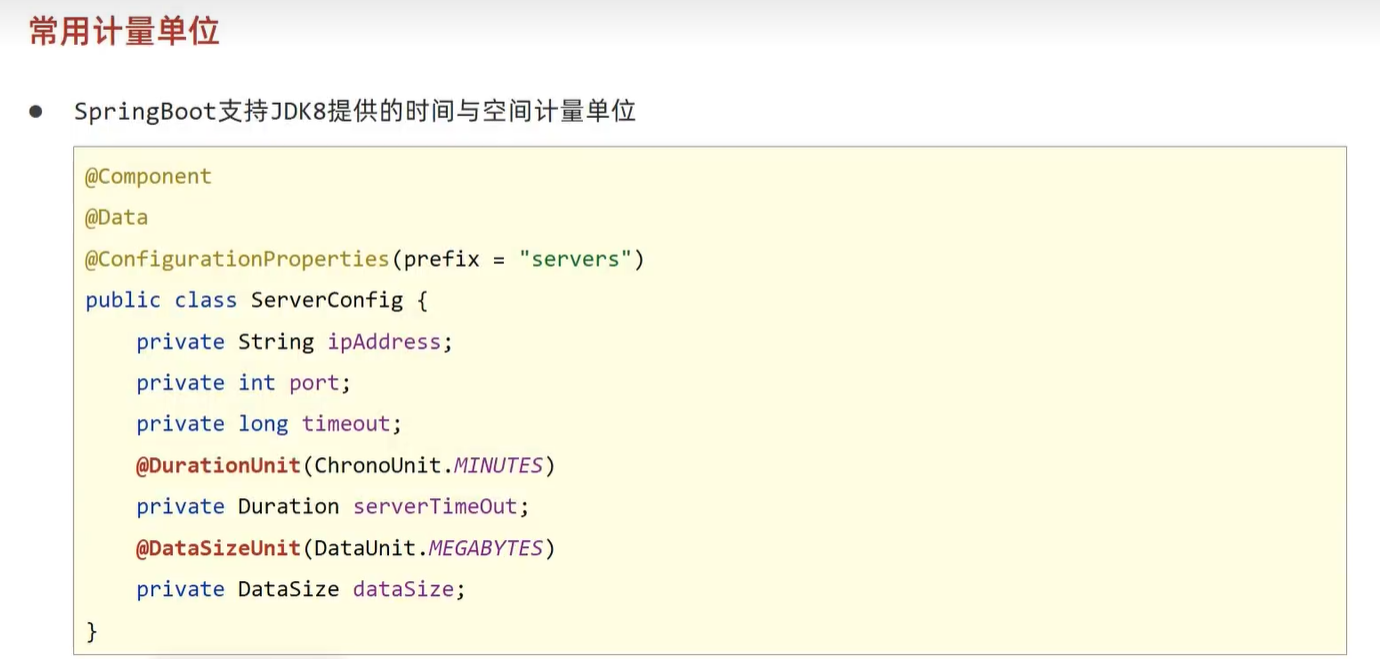 常用计量单位
● SpringBoot支持JDK8提供的时间与空间计量单位
@Component
@Data
@ConfigurationProperties(prefix = "servers")
public class ServerConfig {
    private String ipAddress;
    private int port;
    private long timeout;
    @DurationUnit(ChronoUnit.MINUTES)
    private Duration serverTimeOut;
    @DataSizeUnit(DataUnit.MEGABYTES)
    private DataSize dataSize;
}